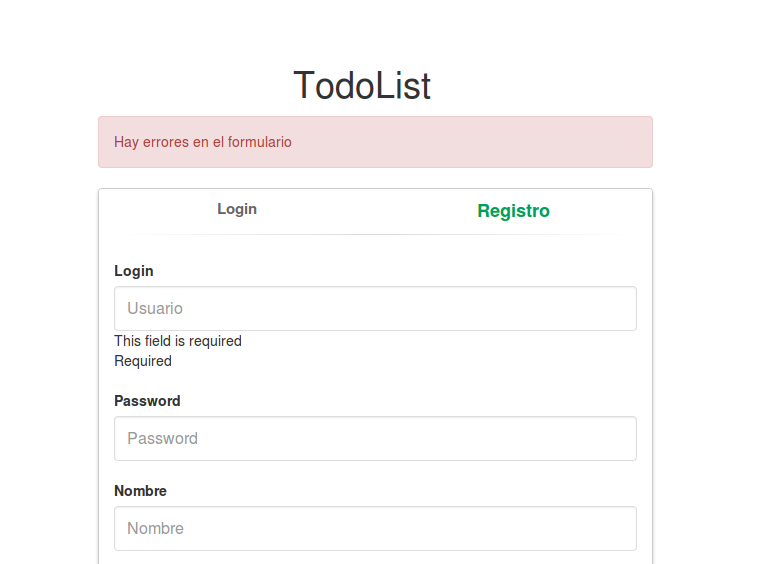 TodoList
Hay errores en el formulario
Login
Registro
Login
Usuario
This field is required
Required
Password
Password
Nombre
Nombre